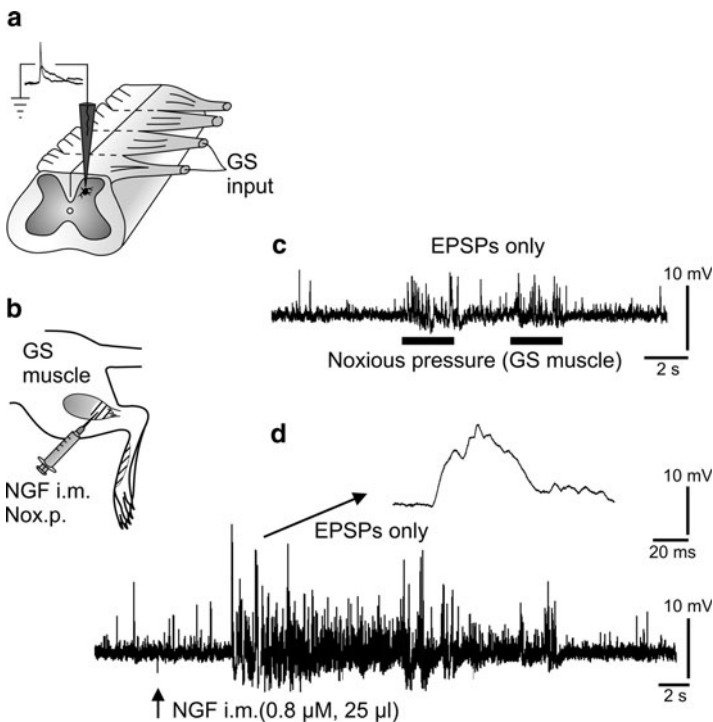 a
GS
input
b
GS
muscle
NGF i.m.
Nox.p.
c
EPSPs only
10 mV
Noxious pressure (GS muscle)
2 s
d
EPSPs only
10 mV
20 ms
10 mV
2 s
NGF i.m.(0.8 µM, 25 µl)